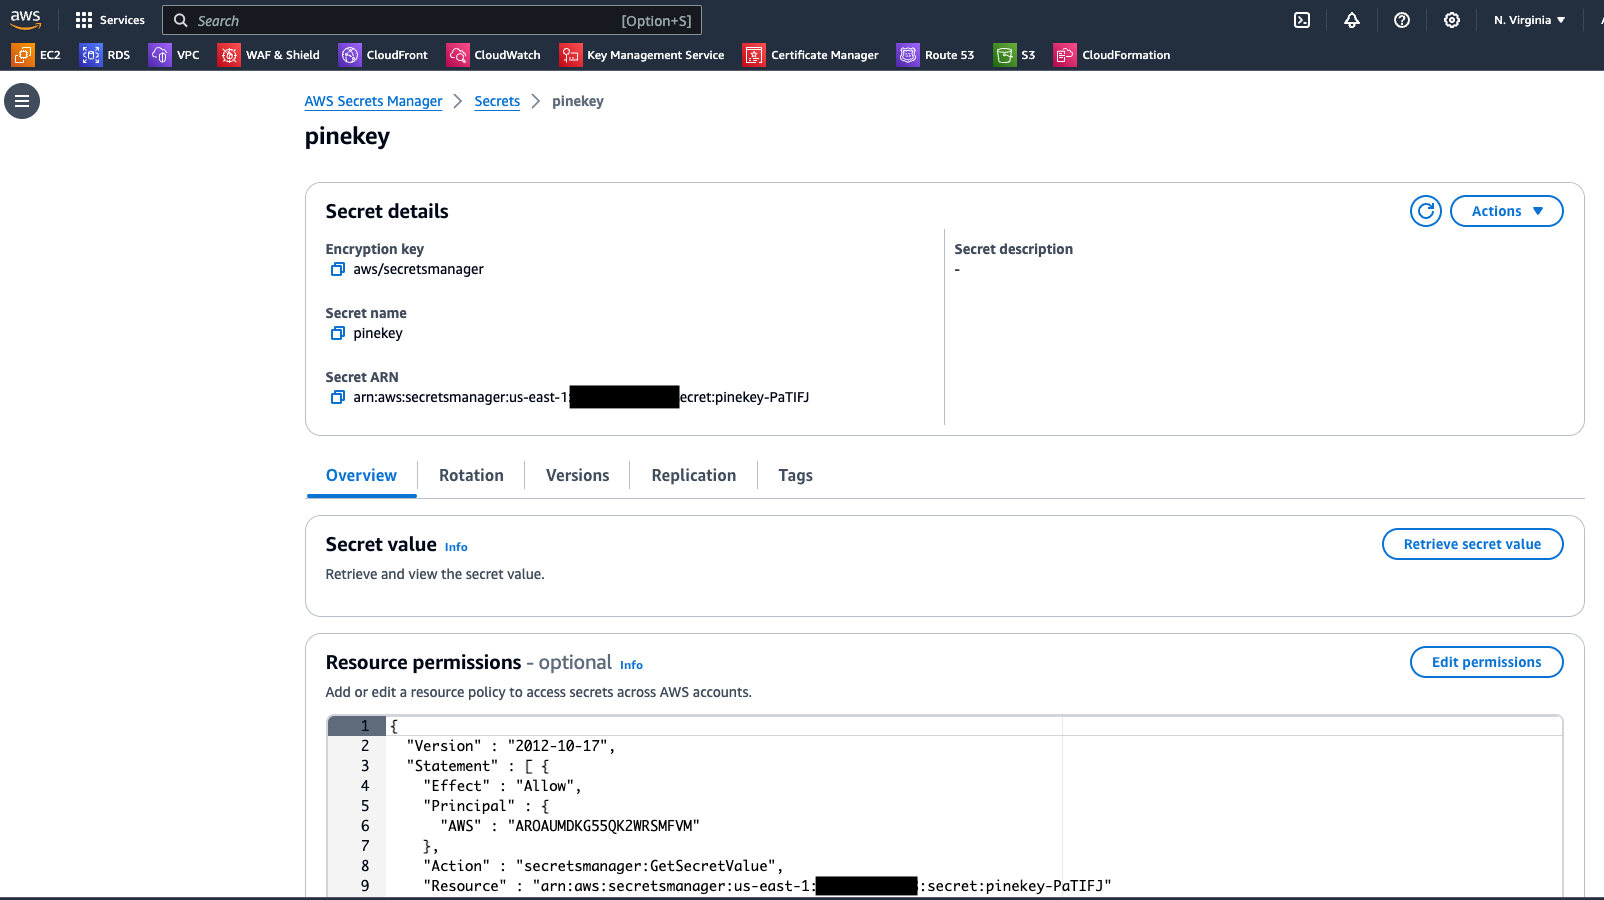 aws
Services
Search
[Option+S]
N. Virginia
EC2
RDS
VPC
WAF & Shield
CloudFront
CloudWatch
Key Management Service
Certificate Manager
Route 53
S3
CloudFormation
AWS Secrets Manager
Secrets
pinekey
pinekey
Secret details
Actions
Encryption key
aws/secretsmanager
Secret name
pinekey
Secret ARN
arn:aws:secretsmanager:us-east-1: ecret:pinekey-PaTIFJ
Secret description
-
Overview
Rotation
Versions
Replication
Tags
Secret value Info
Retrieve secret value
Retrieve and view the secret value.
Resource permissions - optional Info
Edit permissions
Add or edit a resource policy to access secrets across AWS accounts.
1 {
2 "Version" : "2012-10-17",
3 "Statement" : [ {
4 "Effect" : "Allow",
5 "Principal" : {
6 "AWS" : "AROAUMDKG55QK2WRSMFVM"
7 },
8 "Action" : "secretsmanager:GetSecretValue",
9 "Resource" : "arn:aws:secretsmanager:us-east-1: :secret:pinekey-PaTIFJ"